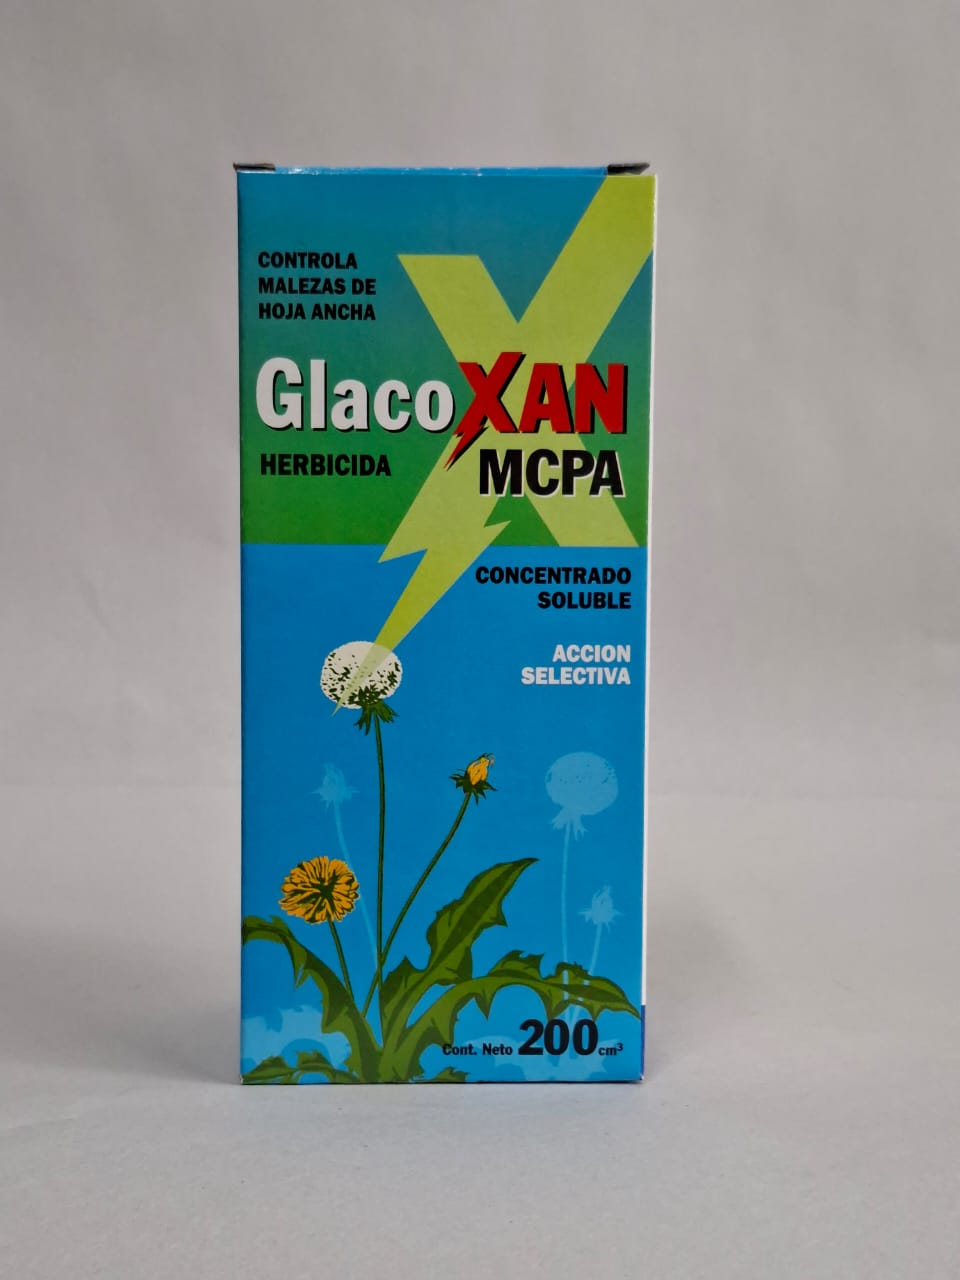 CONTROLA
MALEZAS DE
HOJA ANCHA
GlacoXAN
HERBICIDA
MCPA
CONCENTRADO
SOLUBLE
ACCION
SELECTIVA
Cont. Neto 200 cm³